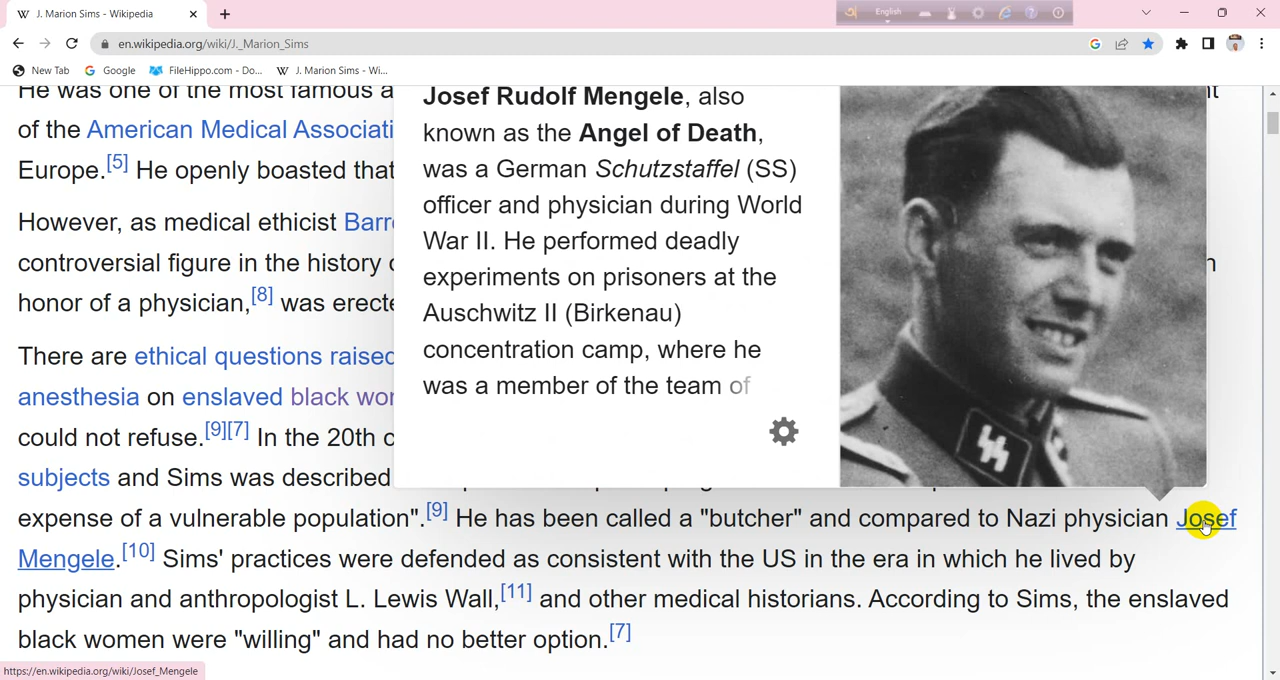 J. Marion Sims - Wikipedia
অ English
en.wikipedia.org/wiki/J._Marion_Sims
New Tab Google FileHippo.com - Do... J. Marion Sims - Wi...
He was one of the most famous a
of the American Medical Associati
Europe.[5] He openly boasted that
However, as medical ethicist Barr
controversial figure in the history
honor of a physician,[8] was erect
There are ethical questions raised
anesthesia on enslaved black wo
could not refuse.[9][7] In the 20th c
subjects and Sims was described
Josef Rudolf Mengele, also
known as the Angel of Death,
was a German Schutzstaffel (SS)
officer and physician during World
War II. He performed deadly
experiments on prisoners at the
Auschwitz II (Birkenau)
concentration camp, where he
was a member of the team of
expense of a vulnerable population".[9] He has been called a "butcher" and compared to Nazi physician Josef
Mengele.[10] Sims' practices were defended as consistent with the US in the era in which he lived by
physician and anthropologist L. Lewis Wall,[11] and other medical historians. According to Sims, the enslaved
black women were "willing" and had no better option.[7]
https://en.wikipedia.org/wiki/Josef_Mengele